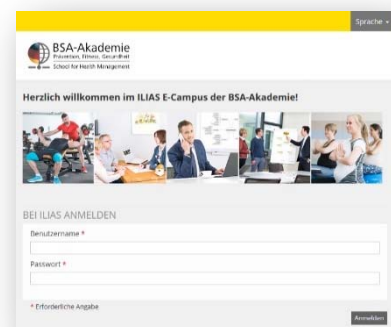 Sprache
BSA-Akademie
Prävention, Fitness, Gesundheit
School for Health Management
Herzlich willkommen im ILIAS E-Campus der BSA-Akademie!
BEI ILIAS ANMELDEN
Benutzername *
Passwort *
* Erforderliche Angabe
Anmelden